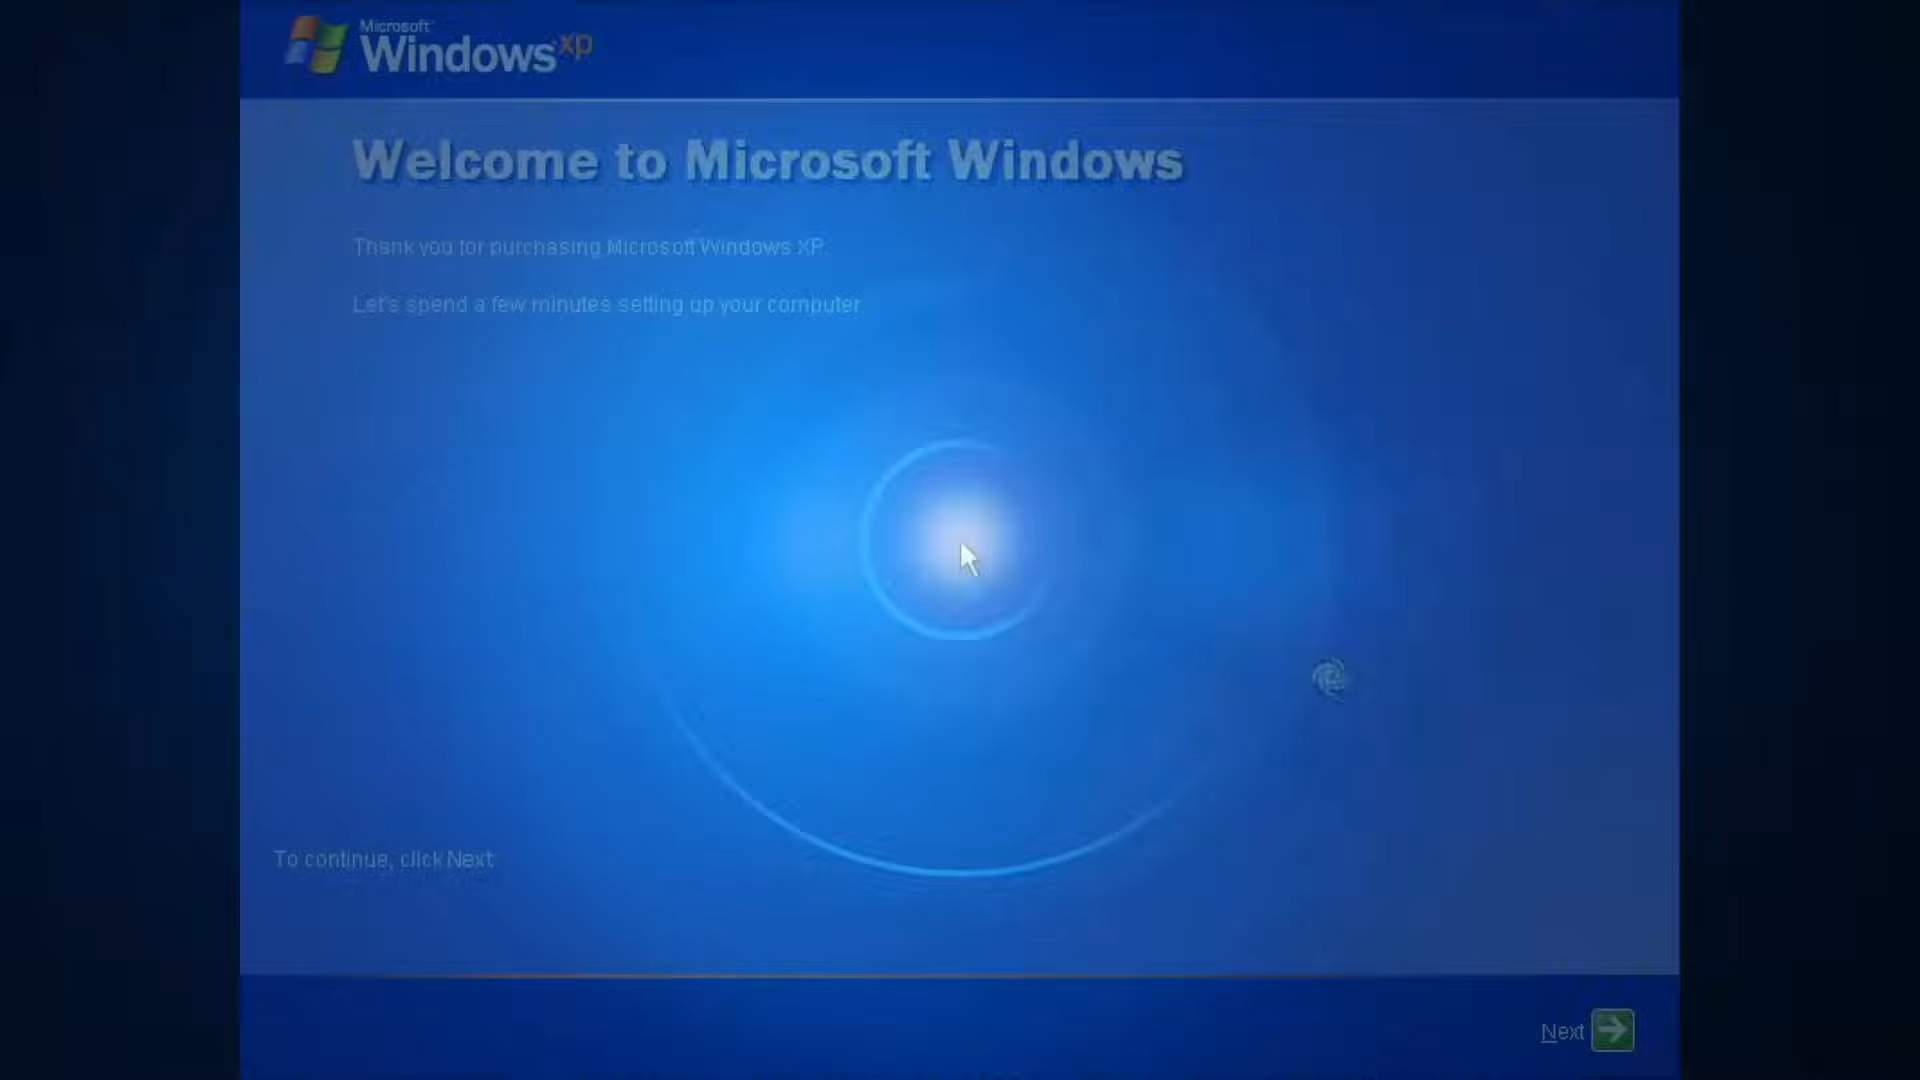 Microsoft
Windows xp
Welcome to Microsoft Windows
Thank you for purchasing Microsoft Windows XP.
Let's spend a few minutes setting up your computer.
To continue, click Next.
Next